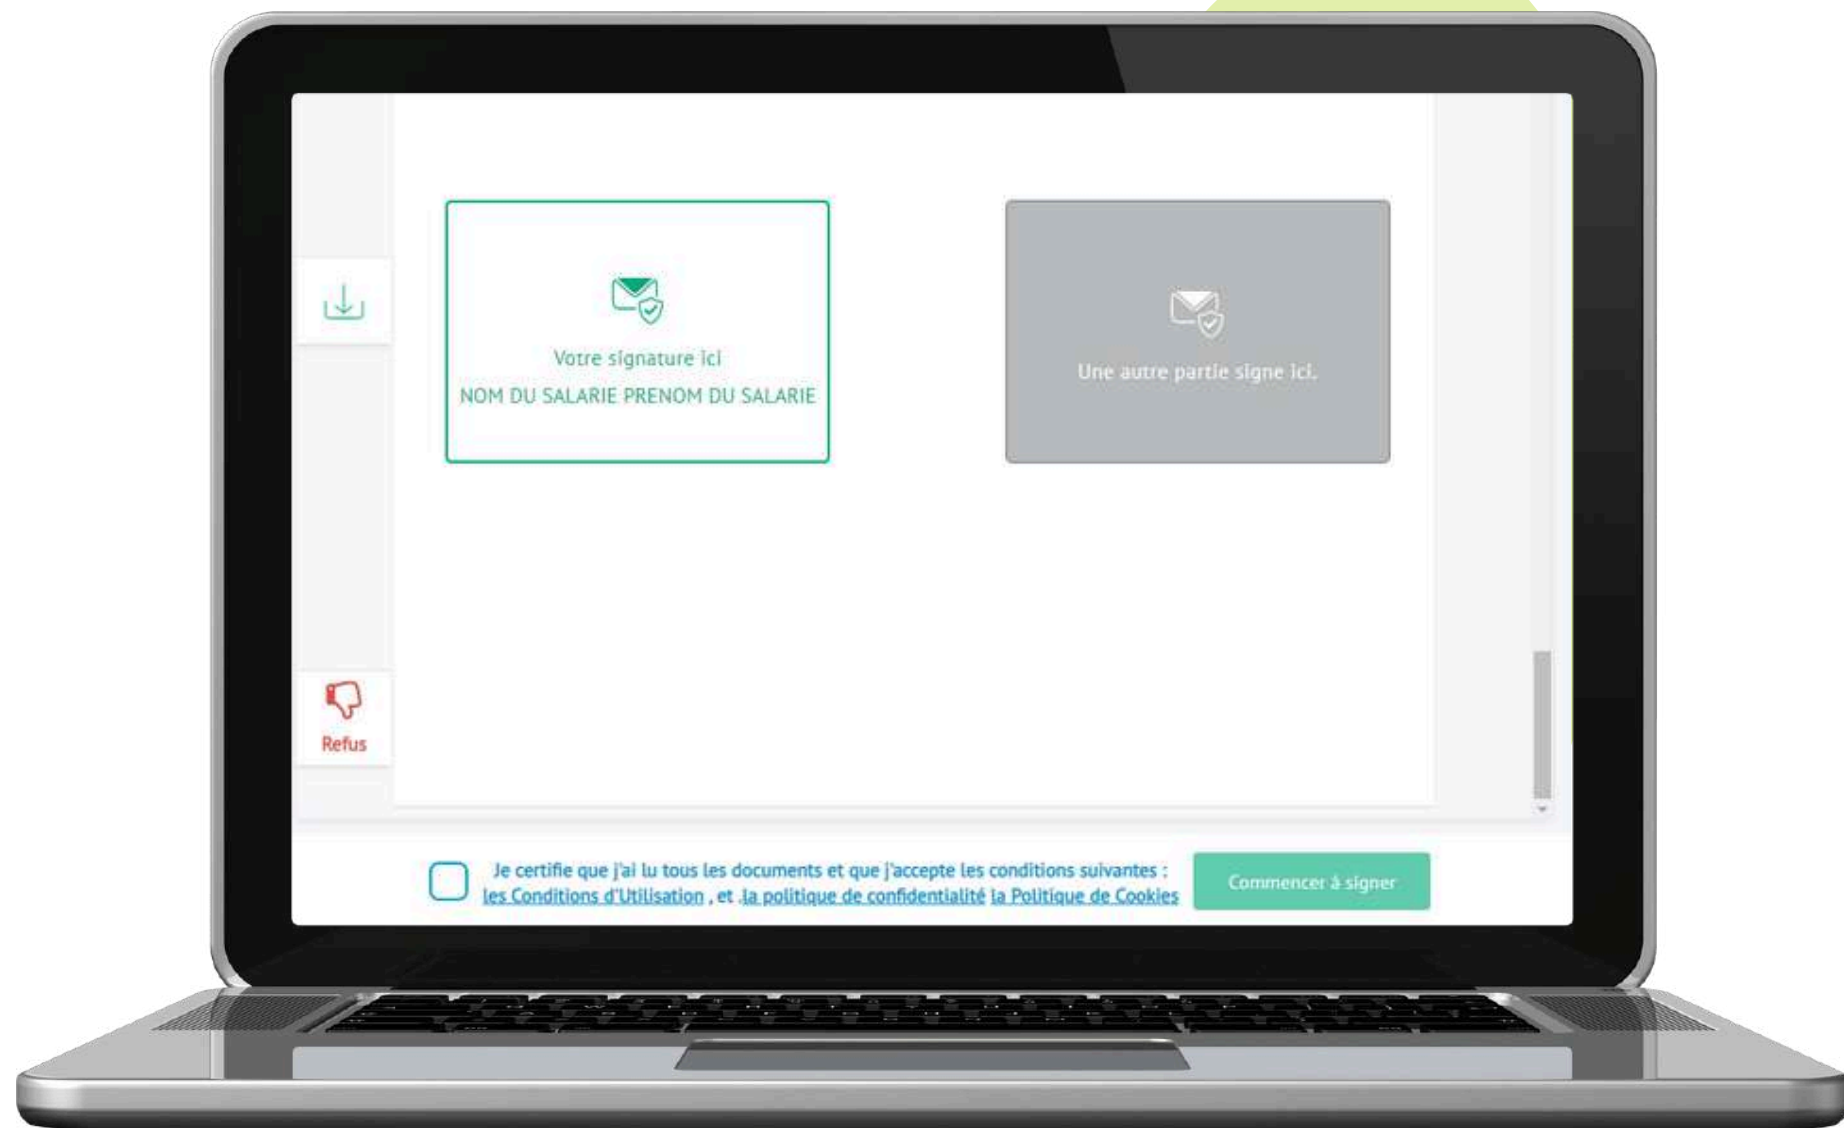 Votre signature ici
NOM DU SALARIE PRENOM DU SALARIE
Une autre partie signe ici.
Refus
Je certifie que j'ai lu tous les documents et que j'accepte les conditions suivantes :
les Conditions d'Utilisation , et .la politique de confidentialité la Politique de Cookies
Commencer à signer